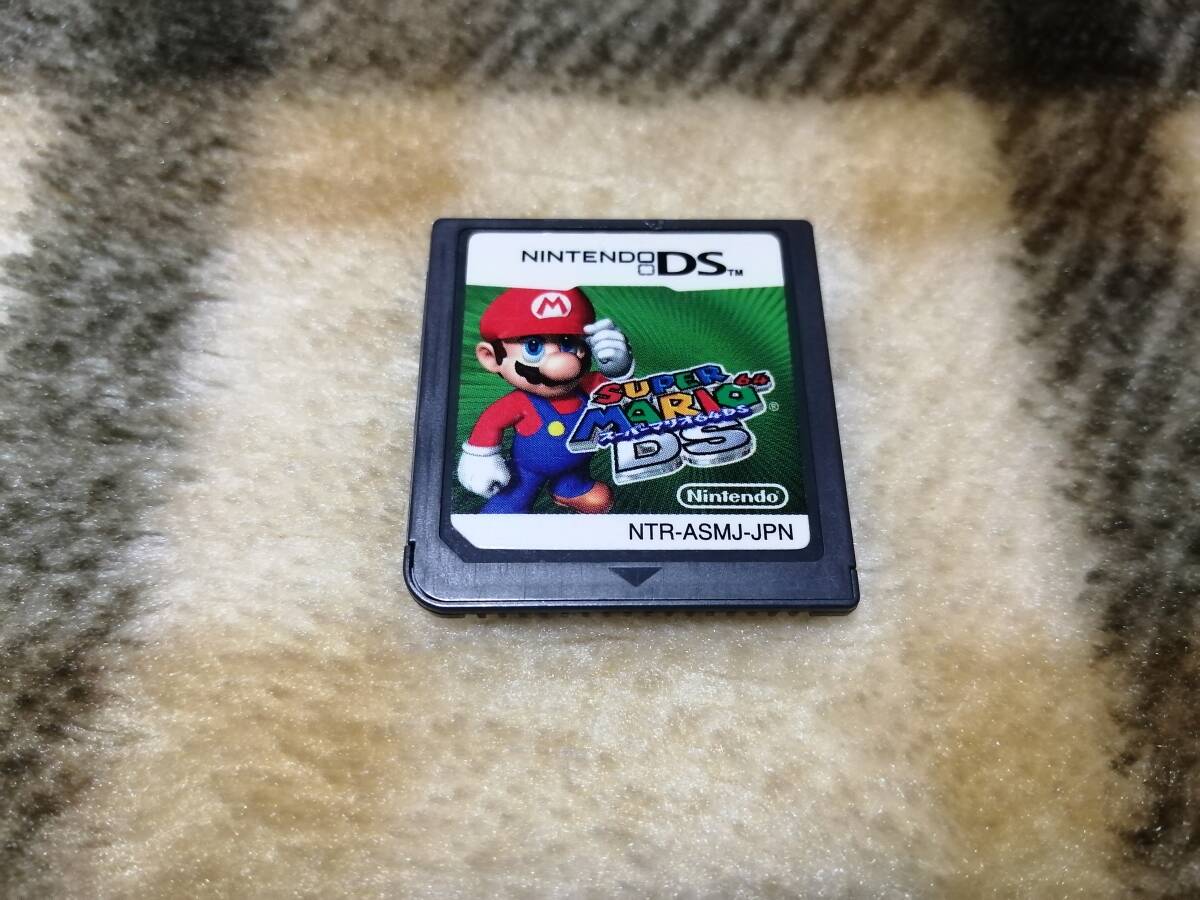 NINTENDO DS™
M
SUPER
MARIO 64®
スーパーマリオ64DS
DS
Nintendo®
NTR-ASMJ-JPN